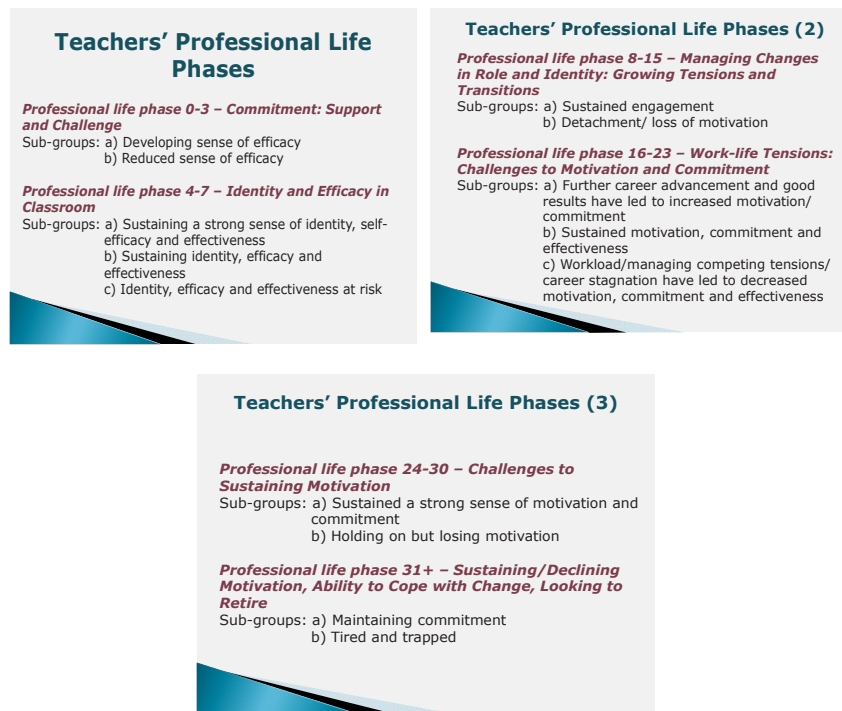 Teachers’ Professional Life
Phases
Professional life phase 0-3 – Commitment: Support
and Challenge
Sub-groups: a) Developing sense of efficacy
b) Reduced sense of efficacy
Professional life phase 4-7 – Identity and Efficacy in
Classroom
Sub-groups: a) Sustaining a strong sense of identity, self-
efficacy and effectiveness
b) Sustaining identity, efficacy and
effectiveness
c) Identity, efficacy and effectiveness at risk
Teachers’ Professional Life Phases (2)
Professional life phase 8-15 – Managing Changes
in Role and Identity: Growing Tensions and
Transitions
Sub-groups: a) Sustained engagement
b) Detachment/ loss of motivation
Professional life phase 16-23 – Work-life Tensions:
Challenges to Motivation and Commitment
Sub-groups: a) Further career advancement and good
results have led to increased motivation/
commitment
b) Sustained motivation, commitment and
effectiveness
c) Workload/managing competing tensions/
career stagnation have led to decreased
motivation, commitment and effectiveness
Teachers’ Professional Life Phases (3)
Professional life phase 24-30 – Challenges to
Sustaining Motivation
Sub-groups: a) Sustained a strong sense of motivation and
commitment
b) Holding on but losing motivation
Professional life phase 31+ – Sustaining/Declining
Motivation, Ability to Cope with Change, Looking to
Retire
Sub-groups: a) Maintaining commitment
b) Tired and trapped